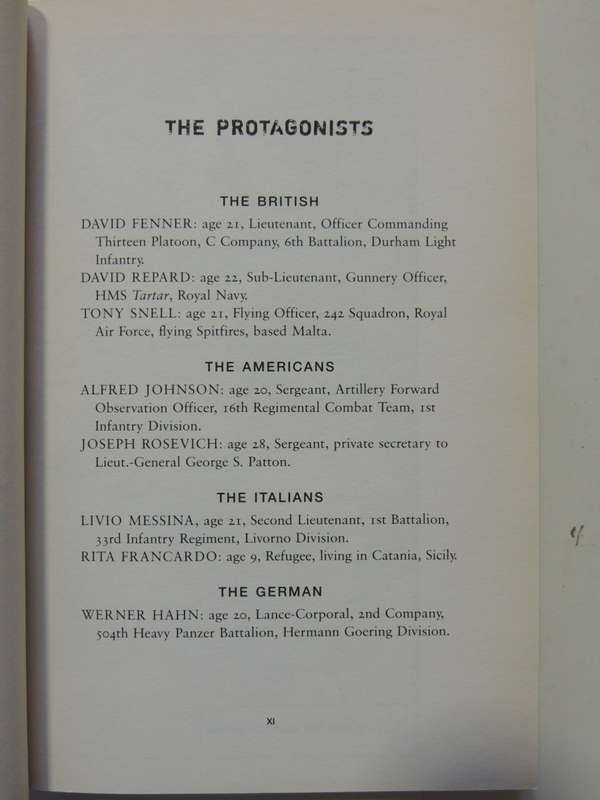 THE PROTAGONISTS
THE BRITISH
DAVID FENNER: age 21, Lieutenant, Officer Commanding
Thirteen Platoon, C Company, 6th Battalion, Durham Light
Infantry.
DAVID REPARD: age 22, Sub-Lieutenant, Gunnery Officer,
HMS Tartar, Royal Navy.
TONY SNELL: age 21, Flying Officer, 242 Squadron, Royal
Air Force, flying Spitfires, based Malta.
THE AMERICANS
ALFRED JOHNSON: age 20, Sergeant, Artillery Forward
Observation Officer, 16th Regimental Combat Team, 1st
Infantry Division.
JOSEPH ROSEVICH: age 28, Sergeant, private secretary to
Lieut.-General George S. Patton.
THE ITALIANS
LIVIO MESSINA, age 21, Second Lieutenant, 1st Battalion,
33rd Infantry Regiment, Livorno Division.
RITA FRANCARDO: age 9, Refugee, living in Catania, Sicily.
THE GERMAN
WERNER HAHN: age 20, Lance-Corporal, 2nd Company,
504th Heavy Panzer Battalion, Hermann Goering Division.
XI